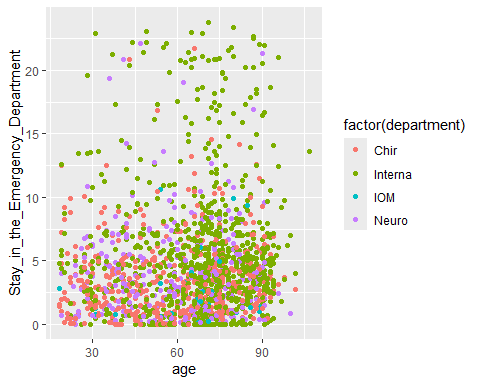 Stay_in_the_Emergency_Department
20
15
10
5
0
30
60
90
age
factor(department)
Chir
Interna
IOM
Neuro